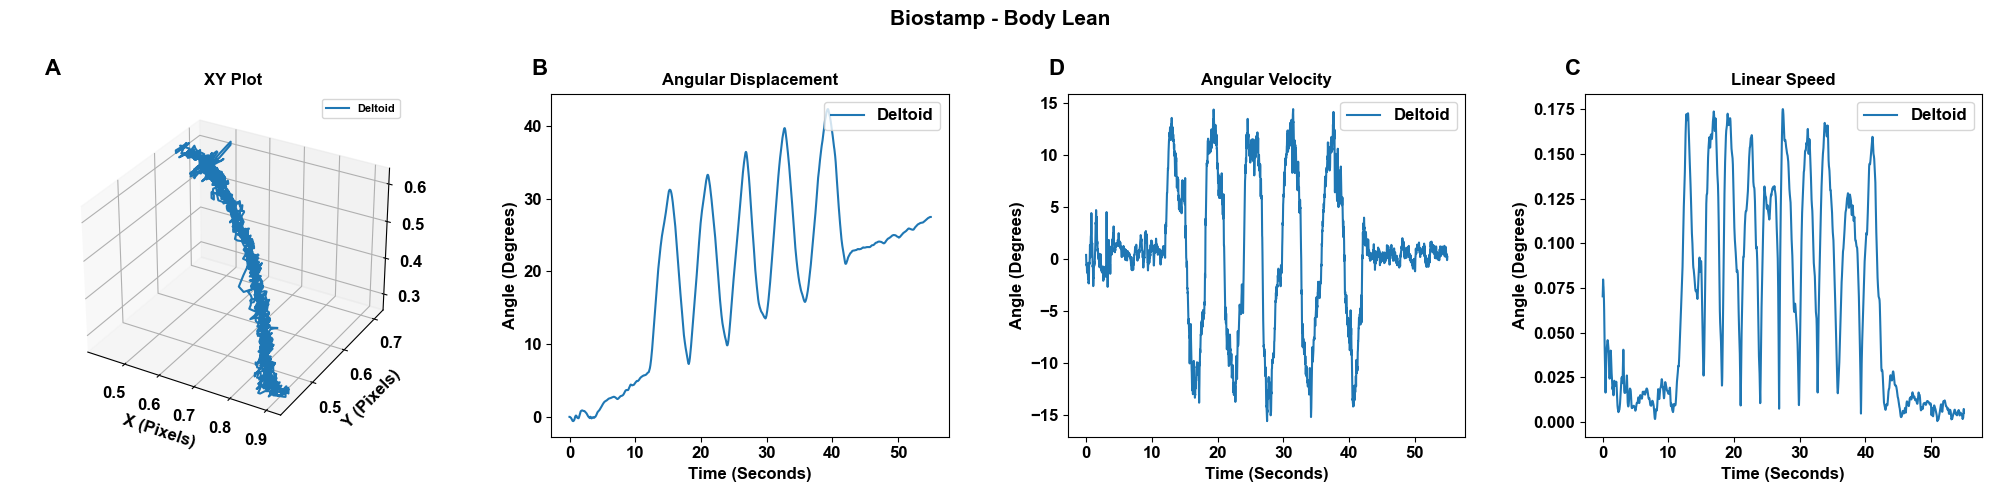 Biostamp - Body Lean
A
XY Plot
Deltoid
0.6
0.5
0.4
0.3
0.7
0.6
0.5
Y (Pixels)
0.5
0.6
0.7
0.8
0.9
X (Pixels)
B
Angular Displacement
Deltoid
40
30
20
10
0
Angle (Degrees)
0 10 20 30 40 50
Time (Seconds)
D
Angular Velocity
Deltoid
15
10
5
0
−5
−10
−15
Angle (Degrees)
0 10 20 30 40 50
Time (Seconds)
C
Linear Speed
Deltoid
0.175
0.150
0.125
0.100
0.075
0.050
0.025
0.000
Angle (Degrees)
0 10 20 30 40 50
Time (Seconds)